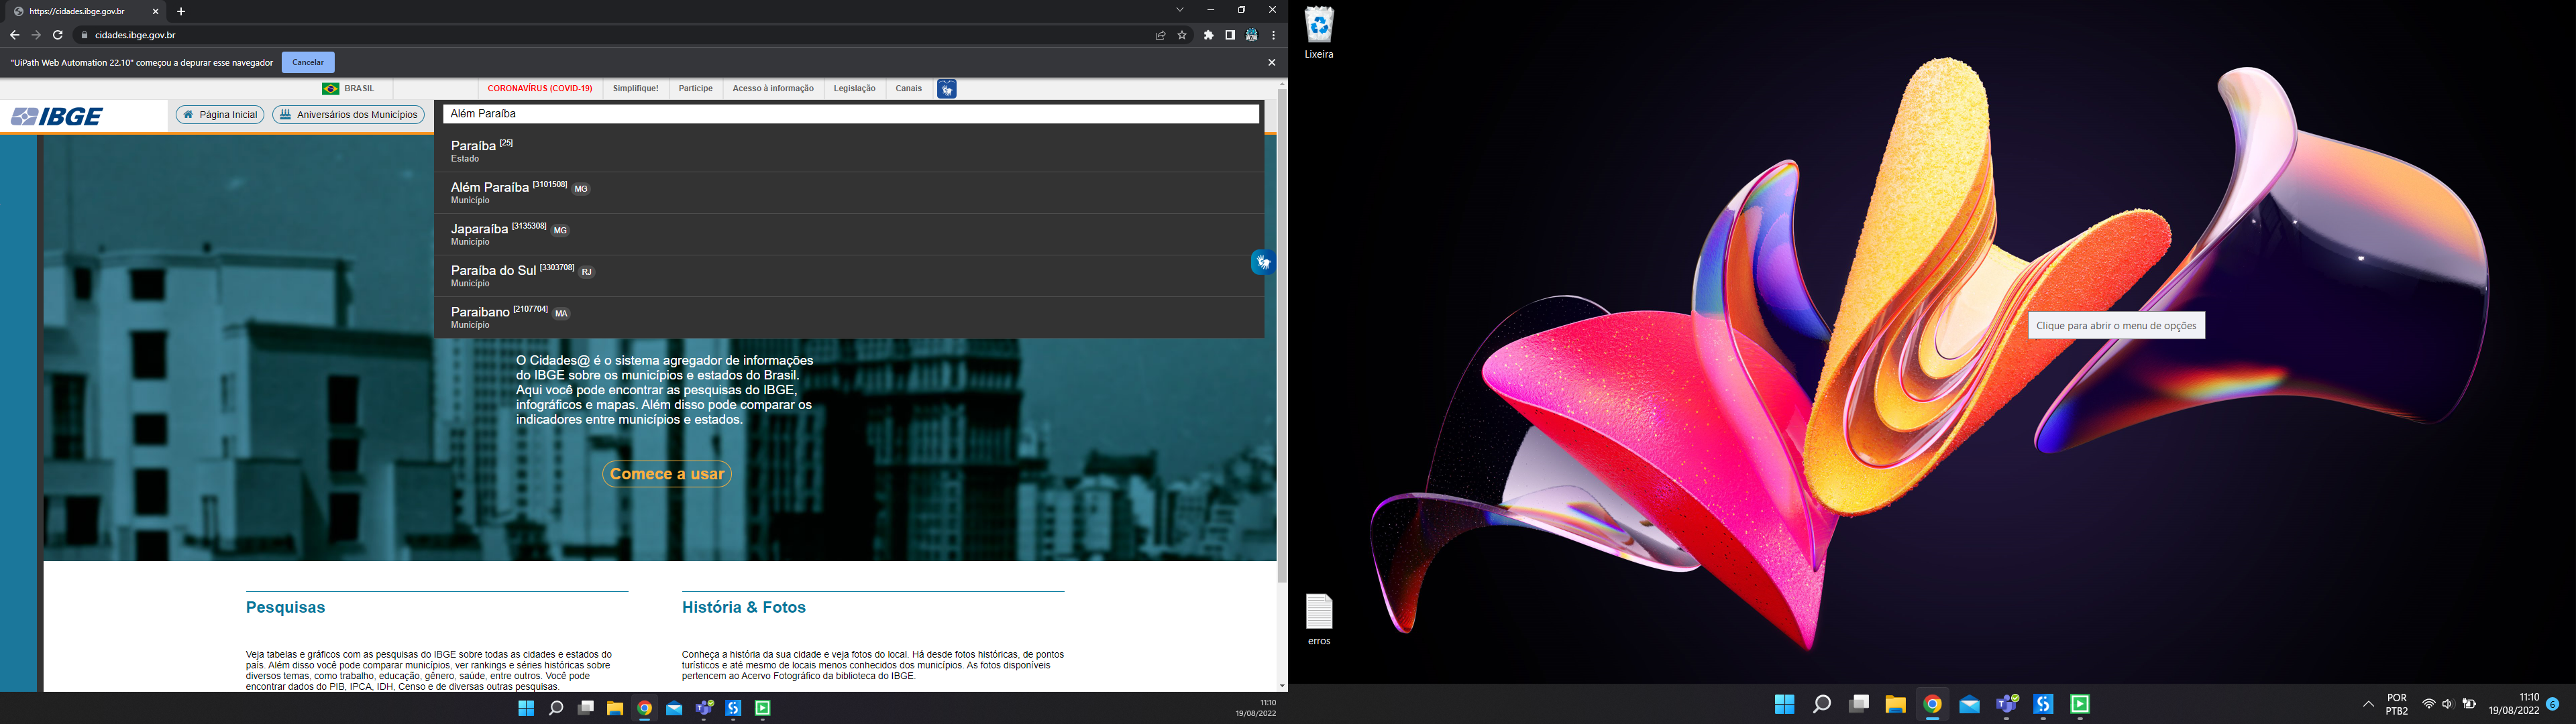 https://cidades.ibge.gov.br
cidades.ibge.gov.br
"UiPath Web Automation 22.10" começou a depurar esse navegador
Cancelar
BRASIL
CORONAVÍRUS (COVID-19)
Simplifique!
Participe
Acesso à informação
Legislação
Canais
IBGE
Página Inicial
Aniversários dos Municípios
Além Paraíba
Paraíba [25]
Estado
Além Paraíba [3101508] MG
Município
Japaraíba [3135308] MG
Município
Paraíba do Sul [3303708] RJ
Município
Paraibano [2107704] MA
Município
O Cidades@ é o sistema agregador de informações
do IBGE sobre os municípios e estados do Brasil.
Aqui você pode encontrar as pesquisas do IBGE,
infográficos e mapas. Além disso pode comparar os
indicadores entre municípios e estados.
Comece a usar
Pesquisas
Veja tabelas e gráficos com as pesquisas do IBGE sobre todas as cidades e estados do
país. Além disso você pode comparar municípios, ver rankings e séries históricas sobre
diversos temas, como trabalho, educação, gênero, saúde, entre outros. Você pode
encontrar dados do PIB, IPCA, IDH, Censo e de diversas outras pesquisas.
História & Fotos
Conheça a história da sua cidade e veja fotos do local. Há desde fotos históricas, de pontos
turísticos e até mesmo de locais menos conhecidos dos municípios. As fotos disponíveis
pertencem ao Acervo Fotográfico da biblioteca do IBGE.
11:10
19/08/2022
Lixeira
Clique para abrir o menu de opções
erros
POR
PTB2
11:10
19/08/2022
6